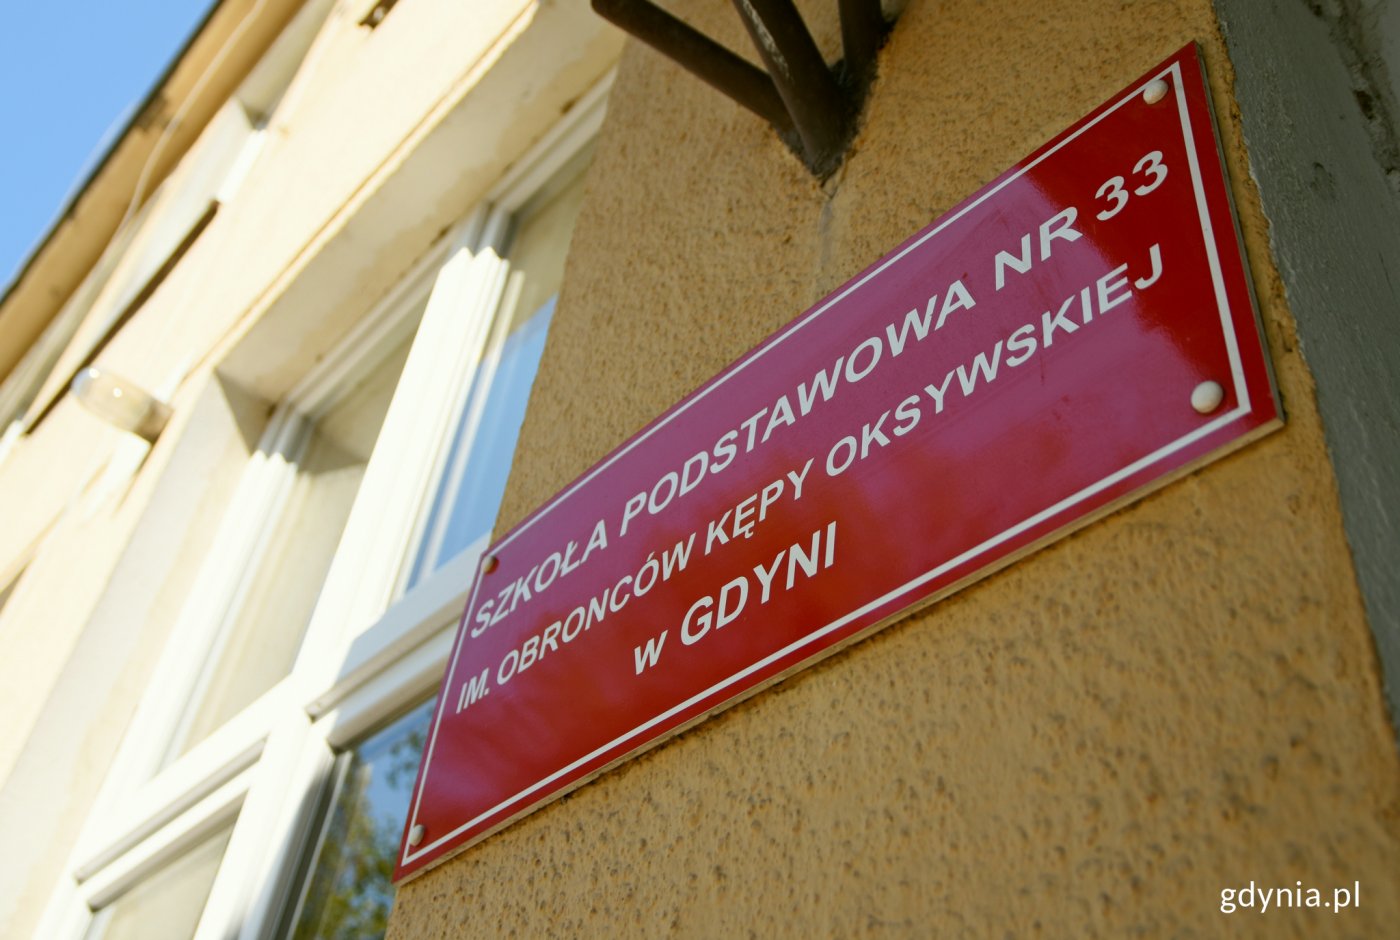 SZKOŁA PODSTAWOWA NR 33
IM. OBROŃCÓW KĘPY OKSYWSKIEJ
W GDYNI
gdynia.pl